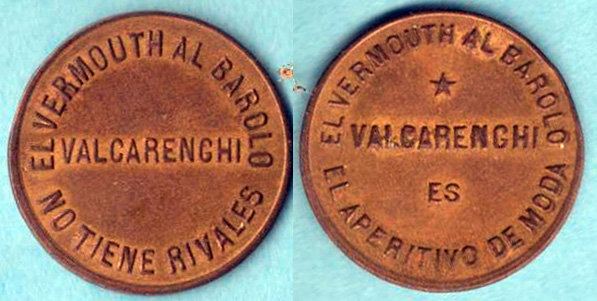 EL VERMOUTH AL BAROLO
VALCARENGHI
NO TIENE RIVALES
EL VERMOUTH AL BAROLO
VALCARENGHI
ES
EL APERITIVO DE MODA